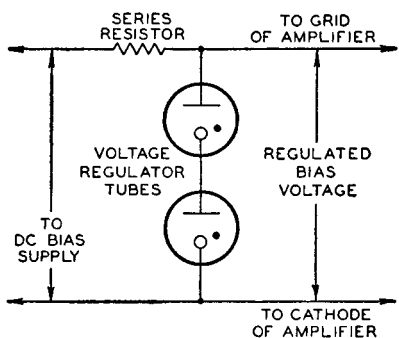 SERIES
RESISTOR
TO GRID
OF AMPLIFIER
VOLTAGE
REGULATOR
TUBES
REGULATED
BIAS
VOLTAGE
TO
DC BIAS
SUPPLY
TO CATHODE
OF AMPLIFIER